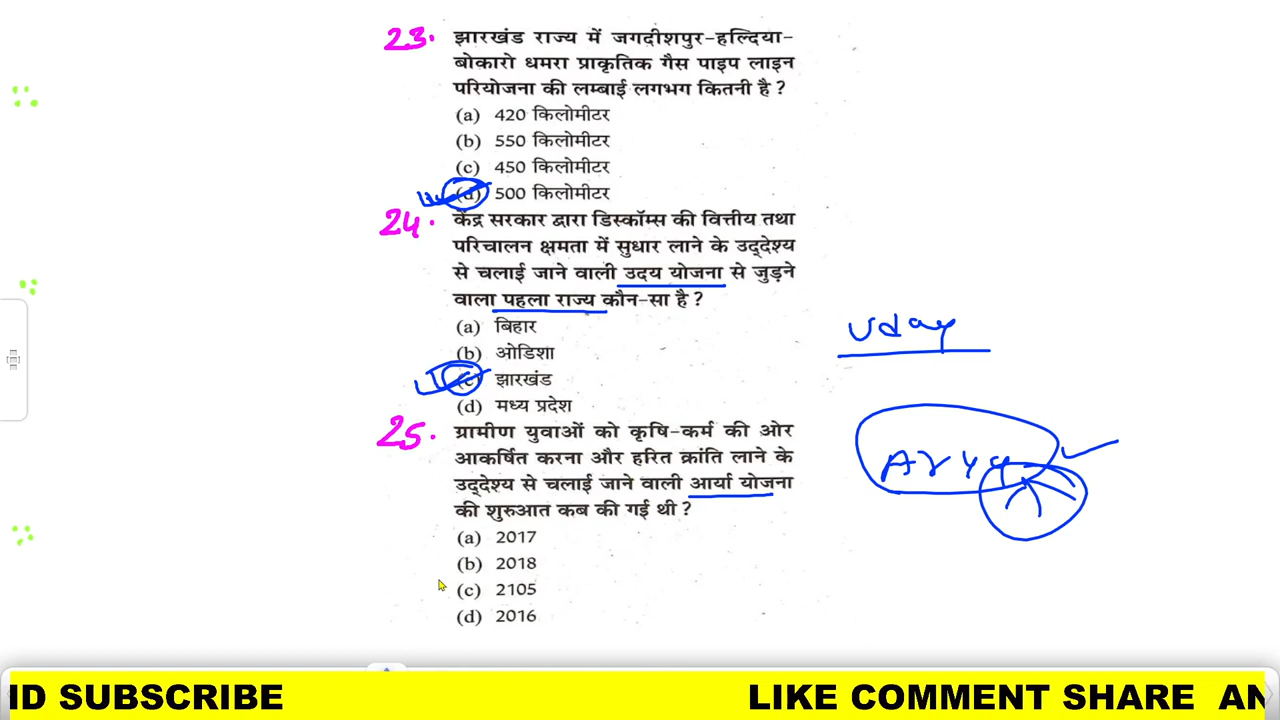 23. झारखंड राज्य में जगदीशपुर-हल्दिया-
बोकारो धमरा प्राकृतिक गैस पाइप लाइन
परियोजना की लम्बाई लगभग कितनी है ?
(a) 420 किलोमीटर
(b) 550 किलोमीटर
(c) 450 किलोमीटर
(d) 500 किलोमीटर
24. केंद्र सरकार द्वारा डिस्कॉम्स की वित्तीय तथा
परिचालन क्षमता में सुधार लाने के उद्देश्य
से चलाई जाने वाली उदय योजना से जुड़ने
वाला पहला राज्य कौन-सा है ?
(a) बिहार
(b) ओडिशा
(c) झारखंड
(d) मध्य प्रदेश
Uday
25. ग्रामीण युवाओं को कृषि-कर्म की ओर
आकर्षित करना और हरित क्रांति लाने के
उद्देश्य से चलाई जाने वाली आर्या योजना
की शुरुआत कब की गई थी ?
(a) 2017
(b) 2018
(c) 2105
(d) 2016
Arya
ID SUBSCRIBE
LIKE COMMENT SHARE AN